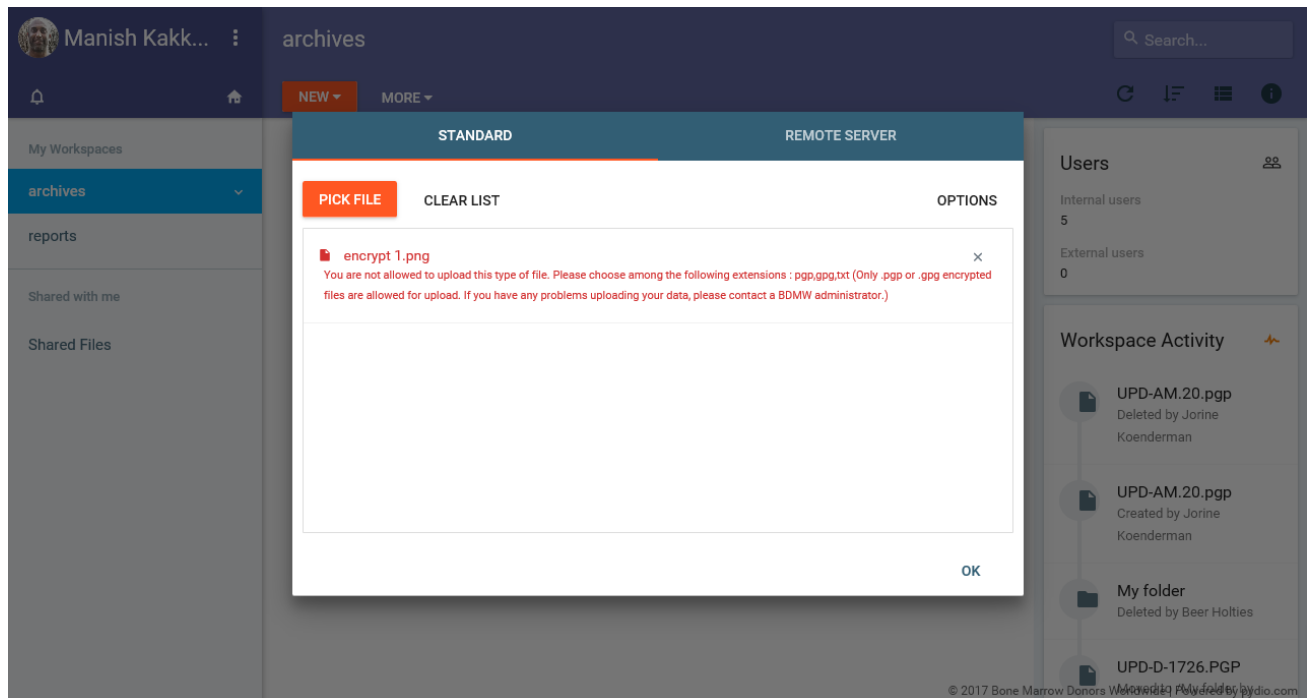 Manish Kakk...
archives
Search...
NEW
MORE
My Workspaces
archives
reports
Shared with me
Shared Files
STANDARD
REMOTE SERVER
PICK FILE
CLEAR LIST
OPTIONS
encrypt 1.png
You are not allowed to upload this type of file. Please choose among the following extensions : pgp,gpg,txt (Only .pgp or .gpg encrypted
files are allowed for upload. If you have any problems uploading your data, please contact a BDMW administrator.)
OK
Users
Internal users
5
External users
0
Workspace Activity
UPD-AM.20.pgp
Deleted by Jorine
Koenderman
UPD-AM.20.pgp
Created by Jorine
Koenderman
My folder
Deleted by Beer Holties
UPD-D-1726.PGP
© 2017 Bone Marrow Donors Worldwide | Powered by pydio.com